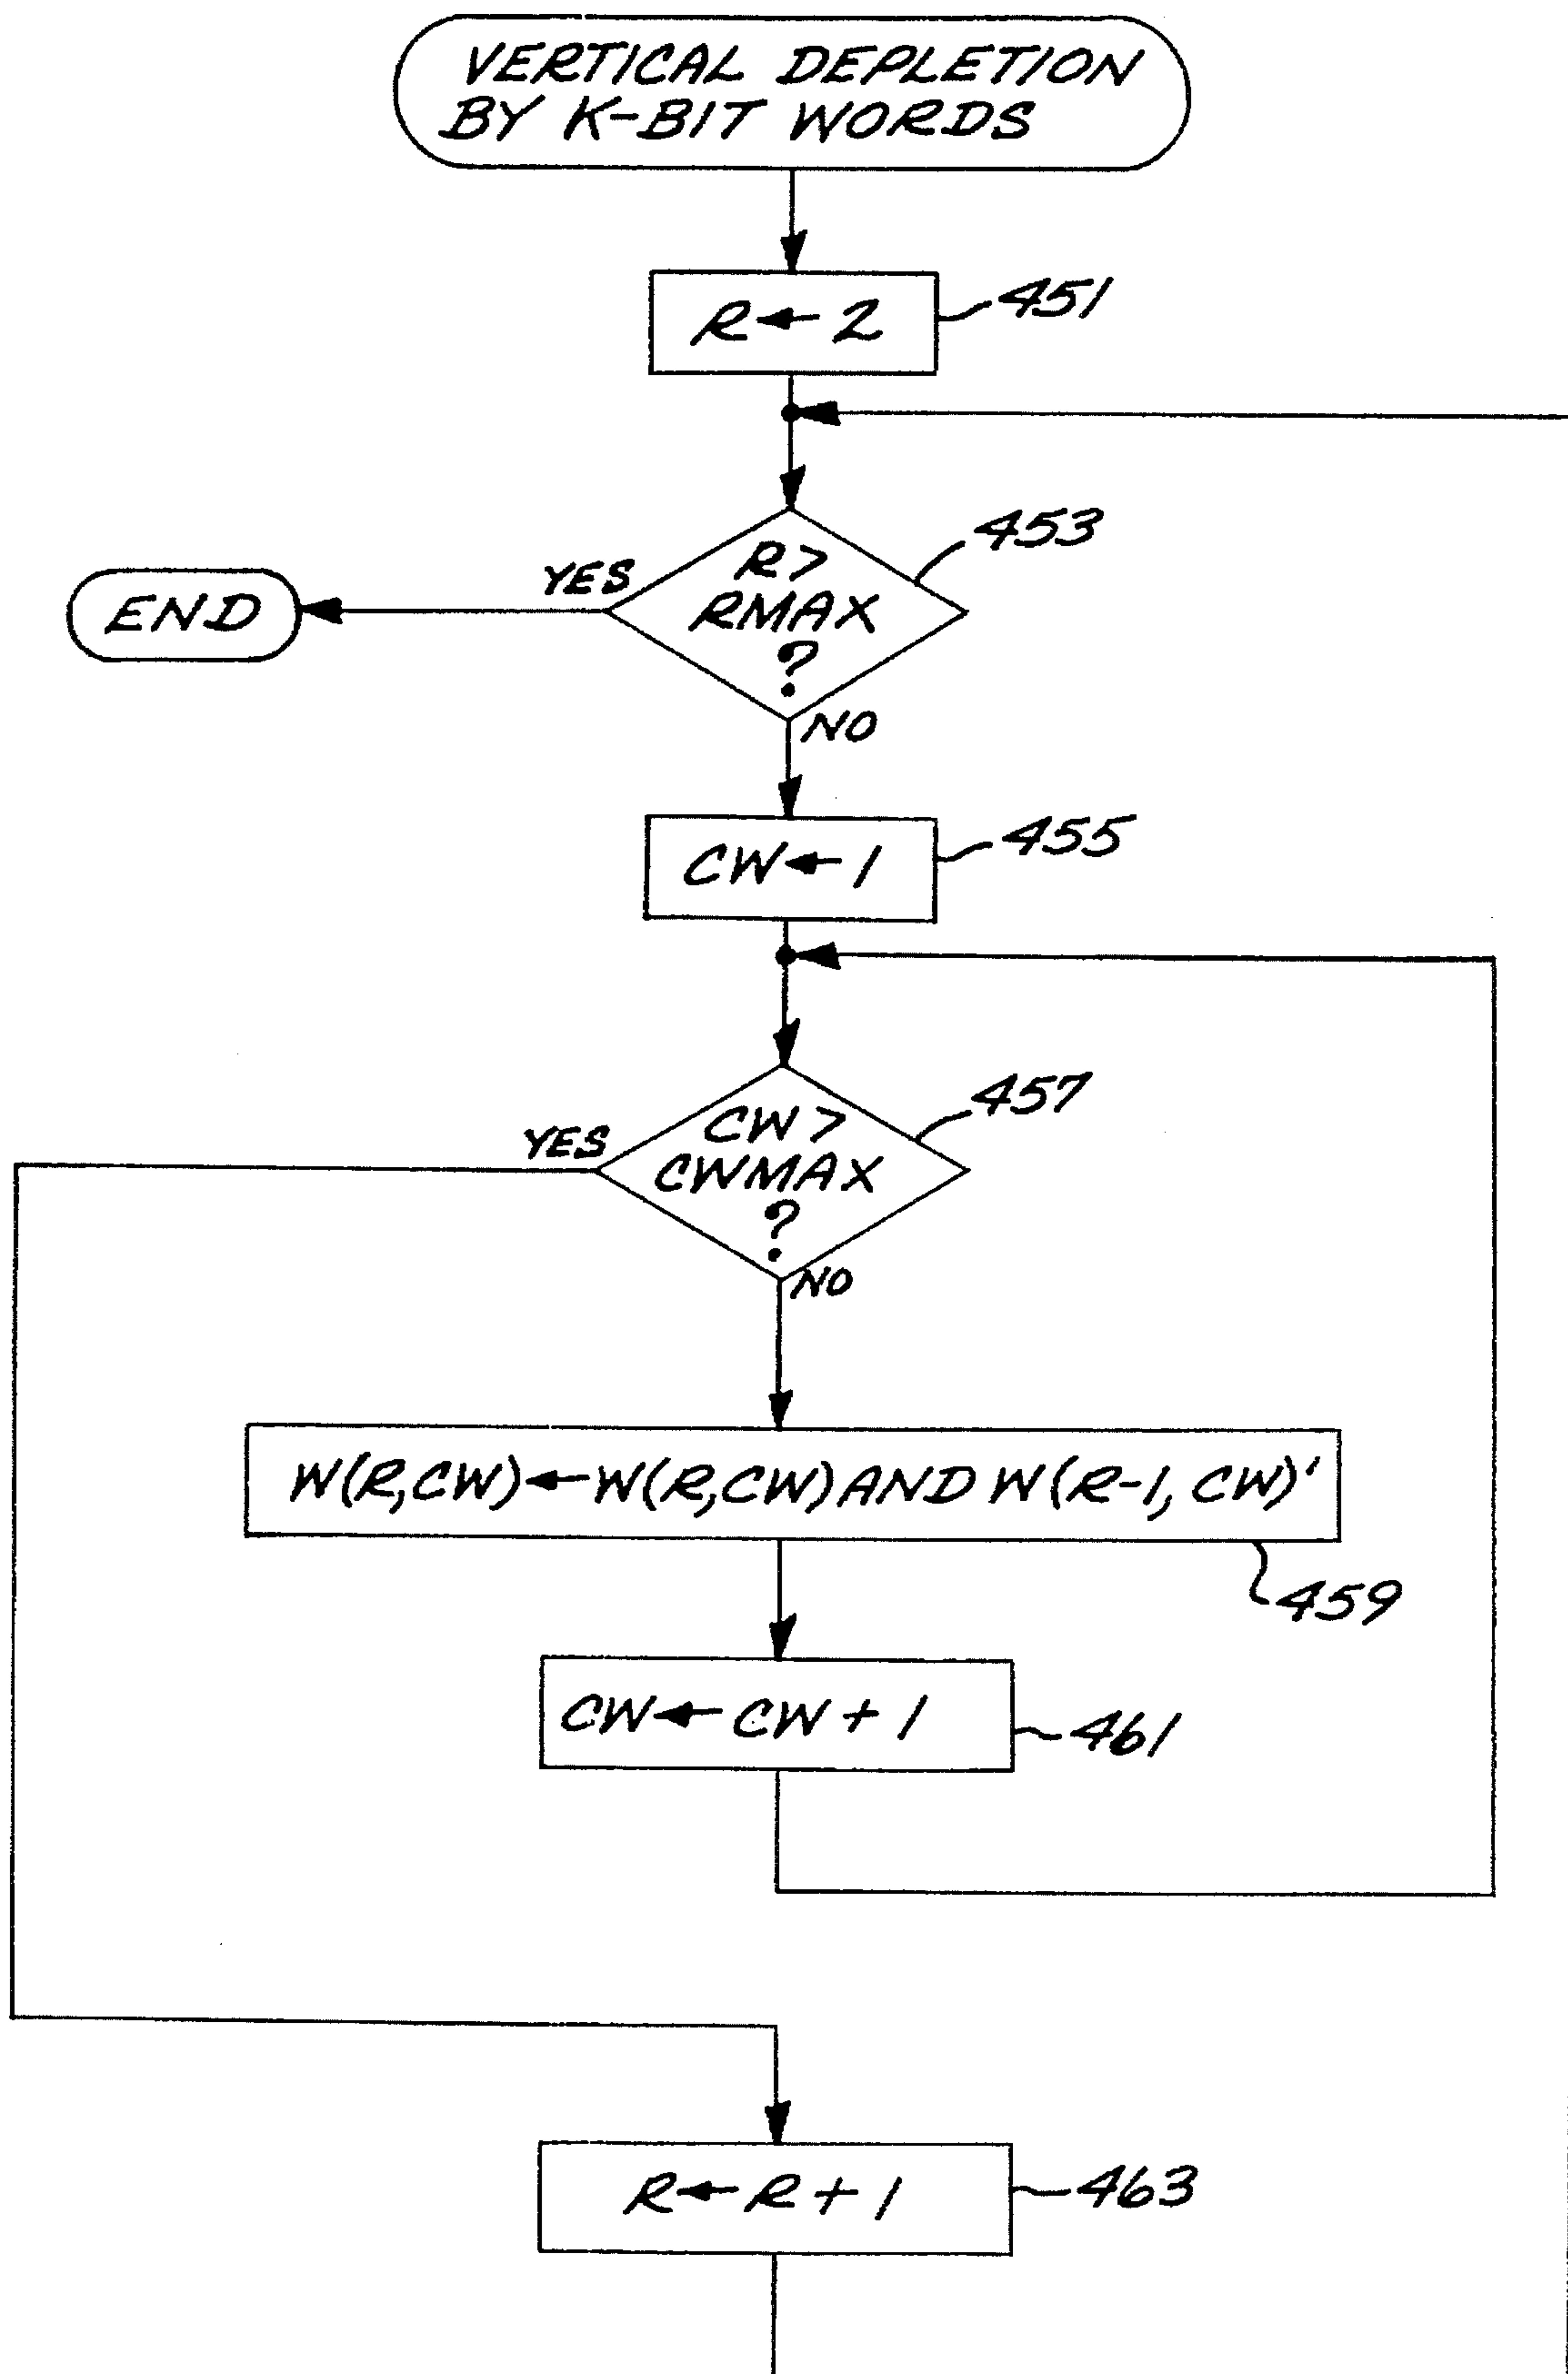 VERTICAL DEPLETION
BY K-BIT WORDS
R←2
451
R>
RMAX
?
453
YES
END
NO
CW←1
455
CW>
CWMAX
?
457
YES
NO
W(R,CW)←W(R,CW) AND W(R-1, CW)'
459
CW←CW+1
461
R←R+1
463